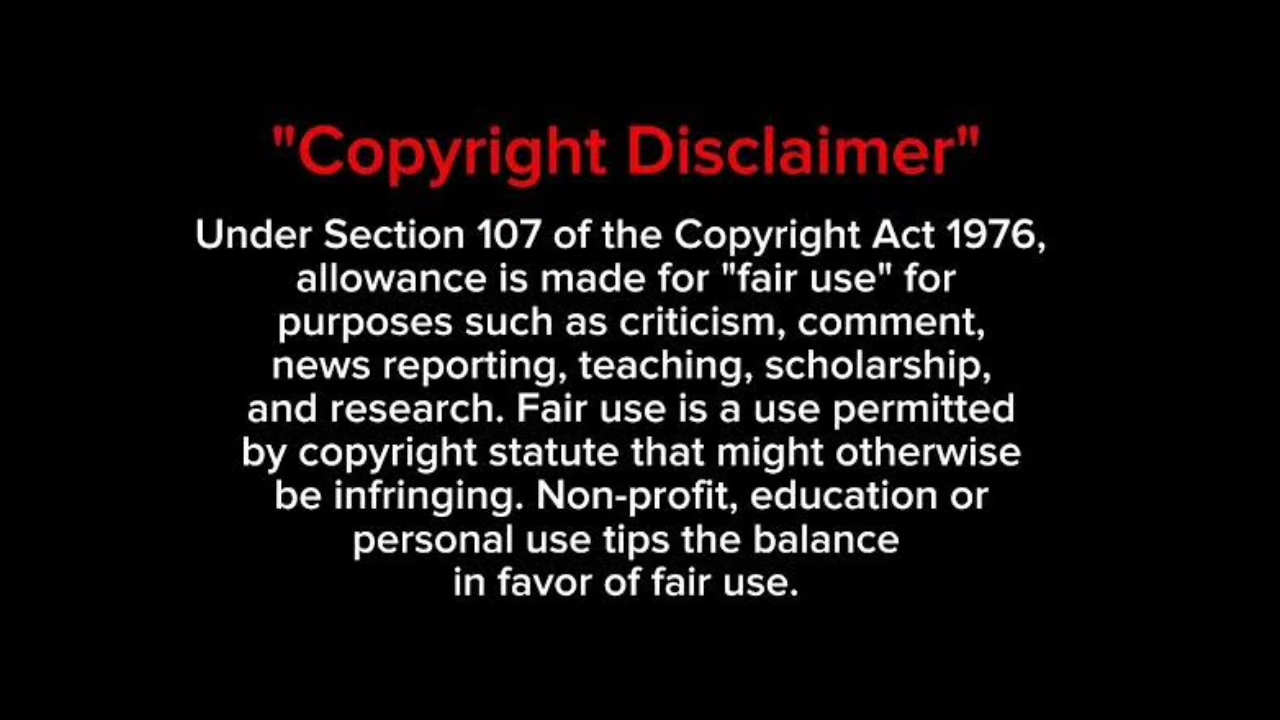 "Copyright Disclaimer"
Under Section 107 of the Copyright Act 1976,
allowance is made for "fair use" for
purposes such as criticism, comment,
news reporting, teaching, scholarship,
and research. Fair use is a use permitted
by copyright statute that might otherwise
be infringing. Non-profit, education or
personal use tips the balance
in favor of fair use.